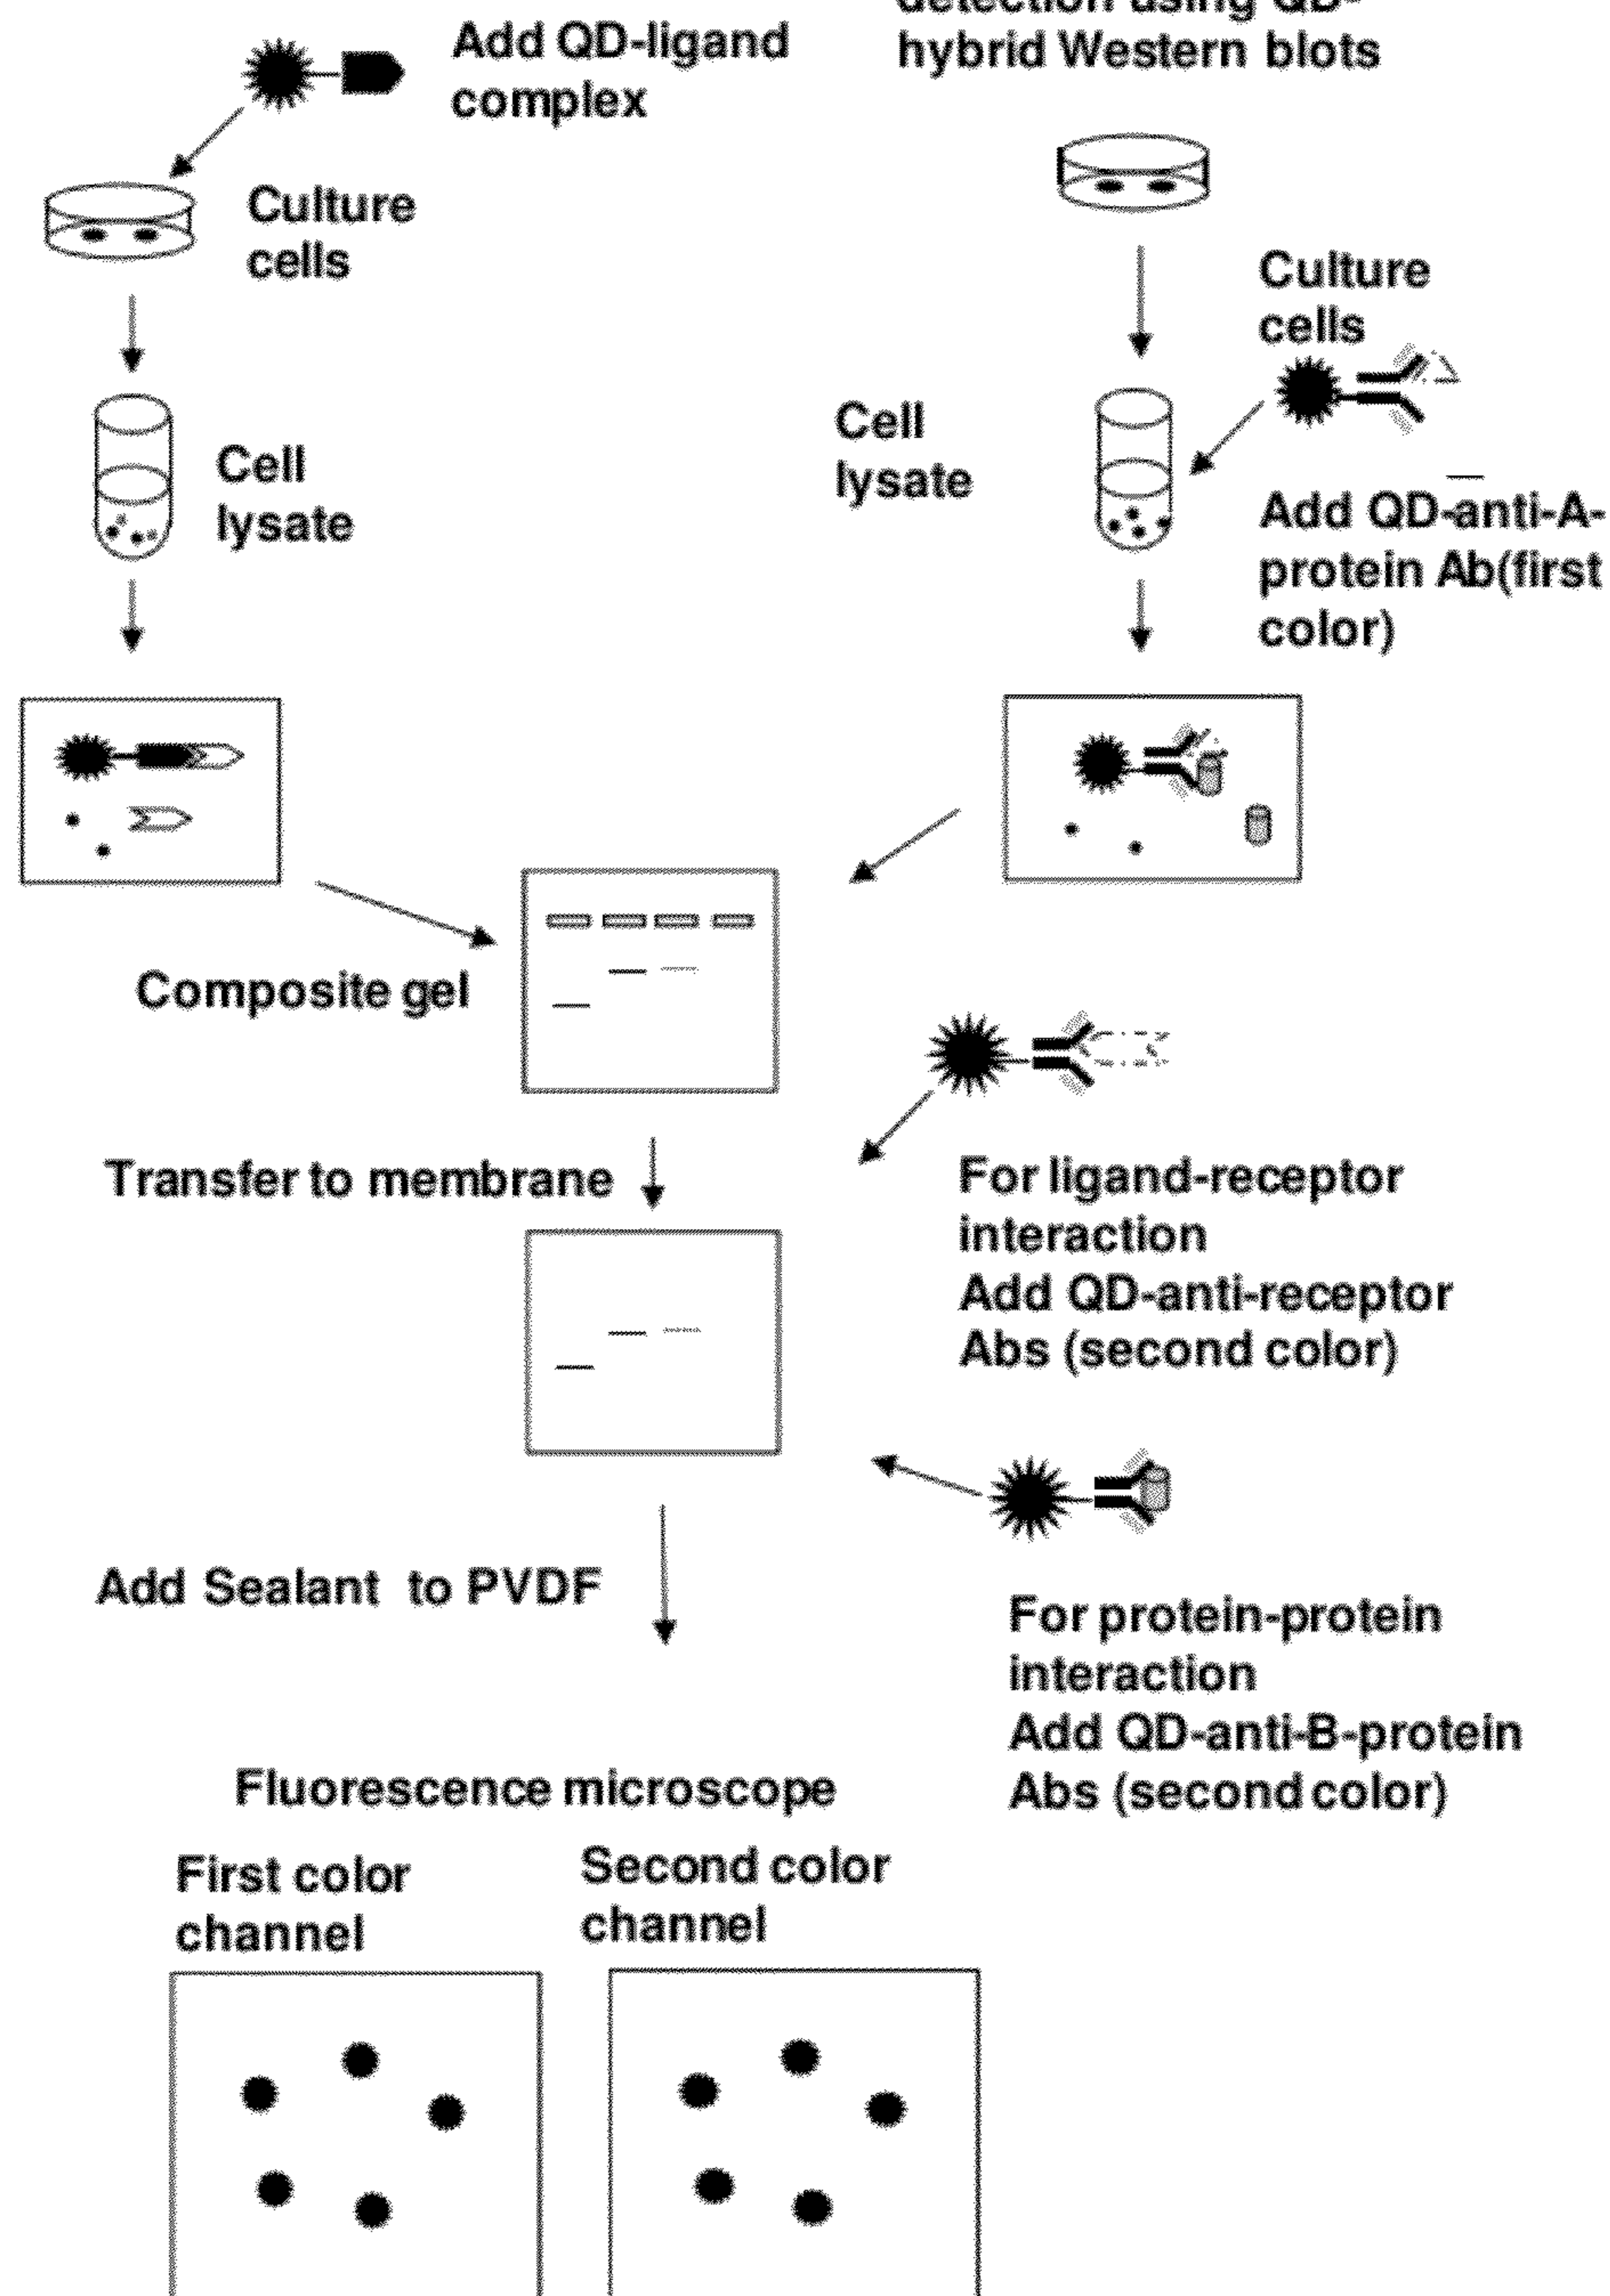 Add QD-ligand
complex
detection using QD-
hybrid Western blots
Culture
cells
Culture
cells
Cell
lysate
Cell
lysate
Add QD-anti-A-
protein Ab(first
color)
Composite gel
Transfer to membrane
For ligand-receptor
interaction
Add QD-anti-receptor
Abs (second color)
Add Sealant to PVDF
For protein-protein
interaction
Add QD-anti-B-protein
Abs (second color)
Fluorescence microscope
First color
channel
Second color
channel